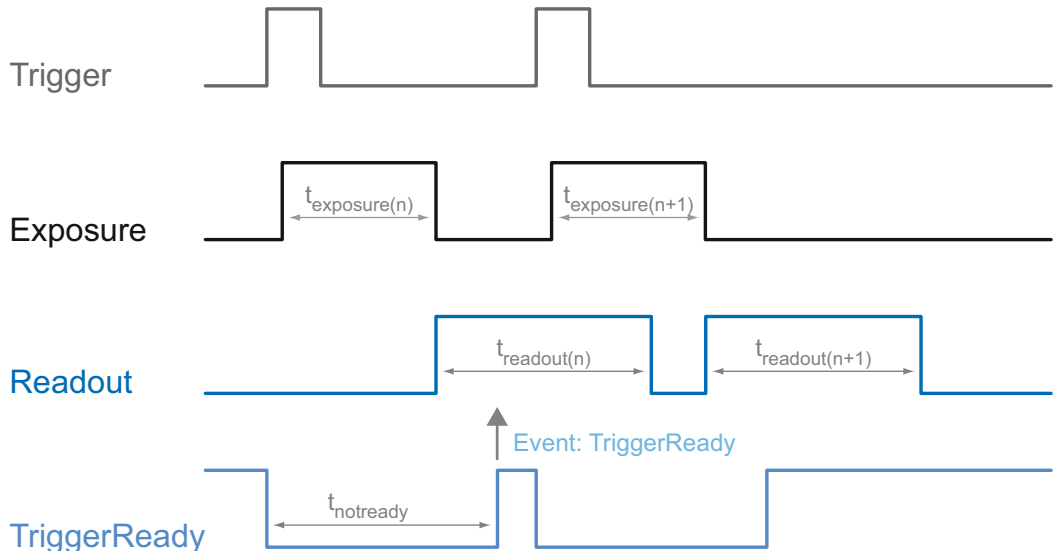 Trigger
Exposure
t exposure(n)
t exposure(n+1)
Readout
t readout(n)
t readout(n+1)
Event: TriggerReady
TriggerReady
t notready